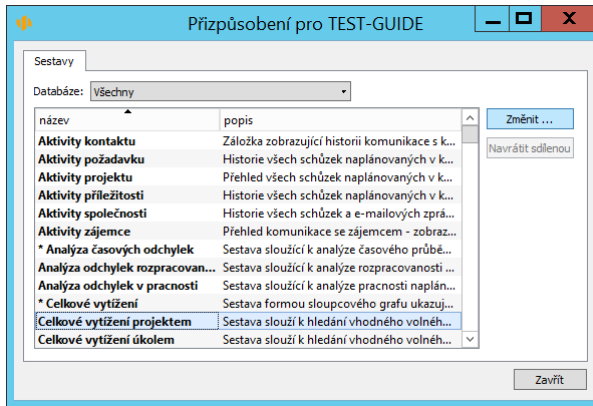 Přizpůsobení pro TEST-GUIDE
Sestavy
Databáze: Všechny
název popis
Změnit ...
Aktivity kontaktu Záložka zobrazující historii komunikace s k...
Navrátit sdílenou
Aktivity požadavku Historie všech schůzek naplánovaných v k...
Aktivity projektu Přehled všech schůzek naplánovaných v k...
Aktivity příležitosti Historie všech schůzek naplánovaných v k...
Aktivity společnosti Historie všech schůzek a e-mailových zprá...
Aktivity zájemce Přehled komunikace se zájemcem - zobraz...
* Analýza časových odchylek Sestava sloužící k analýze časového průbě...
Analýza odchylek rozpracovan... Sestava sloužící k analýze rozpracovanosti ...
Analýza odchylek v pracnosti Sestava sloužící k analýze pracnosti naplán...
* Celkové vytížení Sestava formou sloupcového grafu ukazuj...
Celkové vytížení projektem Sestava slouží k hledání vhodného volnéh...
Celkové vytížení úkolem Sestava slouží k hledání vhodného volnéh...
Zavřít